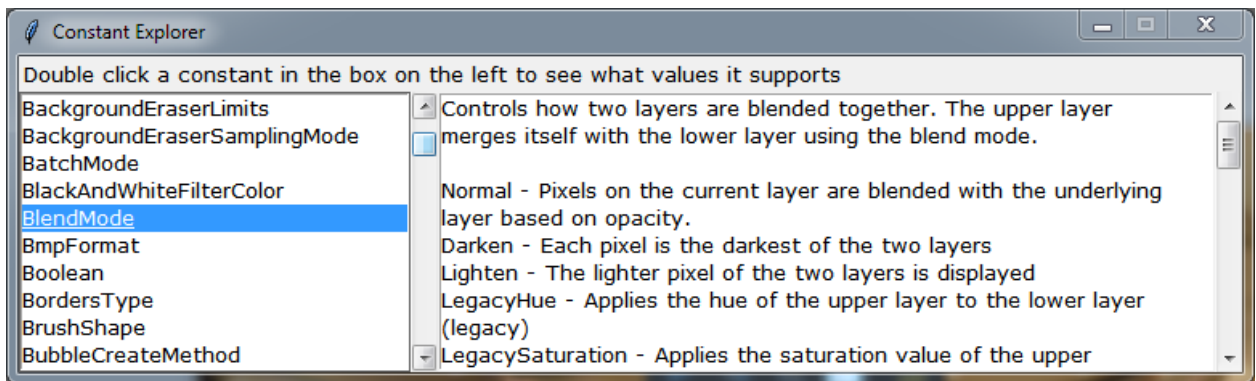 Constant Explorer
Double click a constant in the box on the left to see what values it supports
BackgroundEraserLimits
BackgroundEraserSamplingMode
BatchMode
BlackAndWhiteFilterColor
BlendMode
BmpFormat
Boolean
BordersType
BrushShape
BubbleCreateMethod
Controls how two layers are blended together. The upper layer
merges itself with the lower layer using the blend mode.
Normal - Pixels on the current layer are blended with the underlying
layer based on opacity.
Darken - Each pixel is the darkest of the two layers
Lighten - The lighter pixel of the two layers is displayed
LegacyHue - Applies the hue of the upper layer to the lower layer
(legacy)
LegacySaturation - Applies the saturation value of the upper